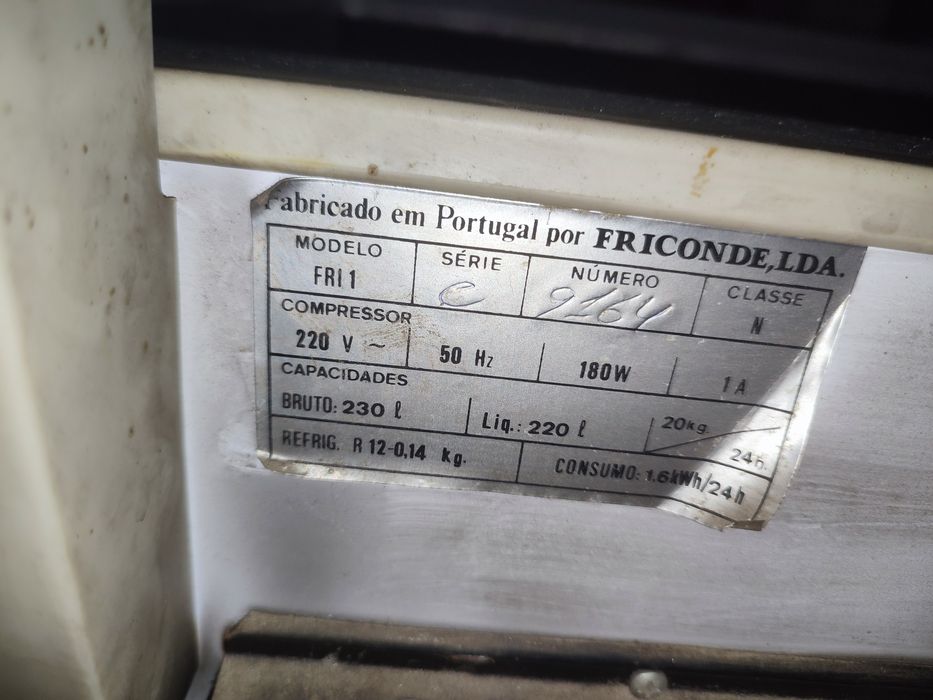 Fabricado em Portugal por FRICONDE, LDA.
MODELO SÉRIE NÚMERO CLASSE
FRI 1 C 9164 N
COMPRESSOR
220 V ~ 50 Hz 180W 1 A
CAPACIDADES
BRUTO: 230 ℓ Liq.: 220 ℓ 20kg. 24h.
REFRIG. R 12-0,14 kg. CONSUMO: 1.6kWh/24h